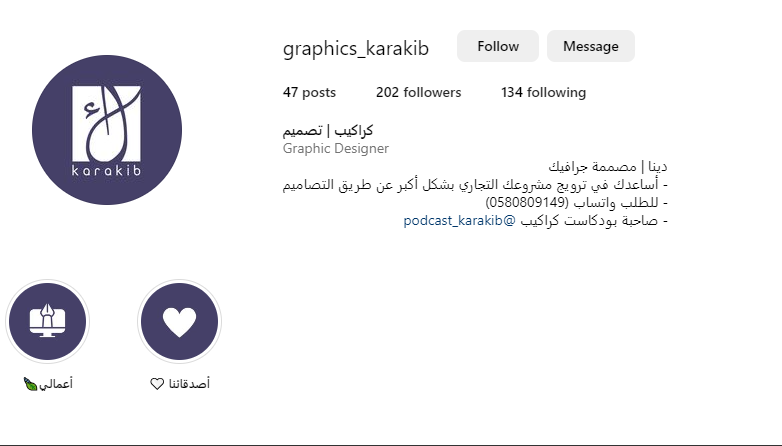 graphics_karakib
Follow
Message
47 posts
202 followers
134 following
كراكيب | تصميم
Graphic Designer
دينا | مصممة جرافيك
- أساعدك في ترويج مشروعك التجاري بشكل أكبر عن طريق التصاميم
- للطلب واتساب (0580809149)
- صاحبة بودكاست كراكيب @podcast_karakib
karakib
أعمالي
أصدقائنا